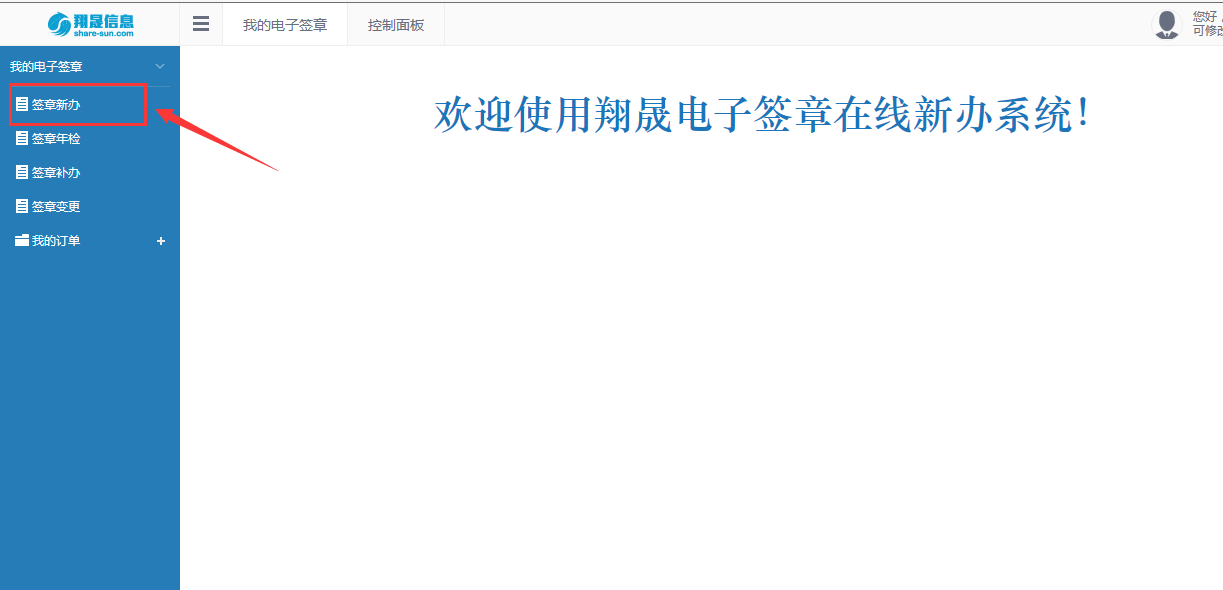 翔晟信息
share-sun.com
我的电子签章
控制面板
您好，
可修改
我的电子签章
签章新办
签章年检
签章补办
签章变更
我的订单
欢迎使用翔晟电子签章在线新办系统！